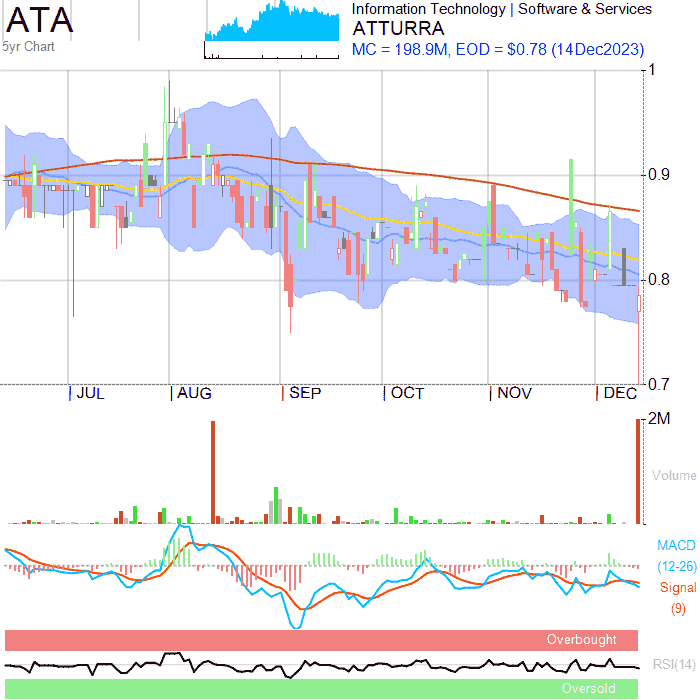 ATA
5yr Chart
Information Technology | Software & Services
ATTURRA
MC = 198.9M, EOD = $0.78 (14Dec2023)
1
0.9
0.8
0.7
JUL
AUG
SEP
OCT
NOV
DEC
2M
Volume
MACD
(12-26)
Signal
(9)
Overbought
RSI(14)
Oversold